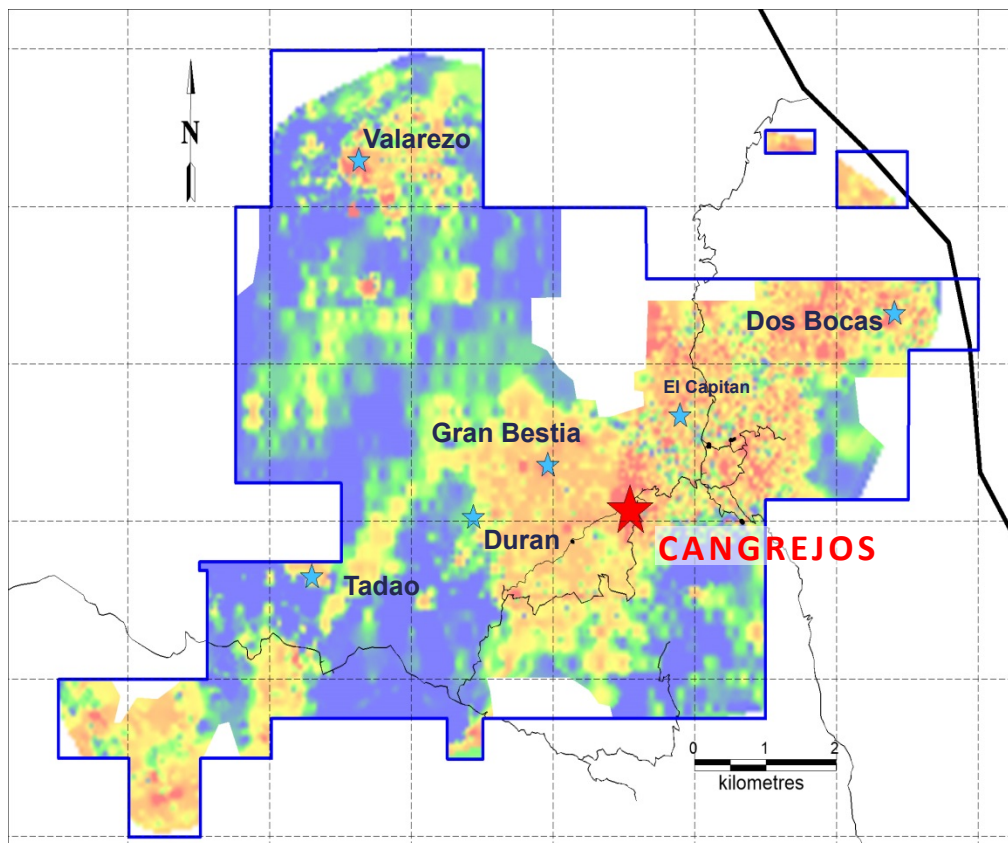 N
Valarezo
Dos Bocas
El Capitan
Gran Bestia
Duran
CANGREJOS
Tadao
0 1 2
kilometres